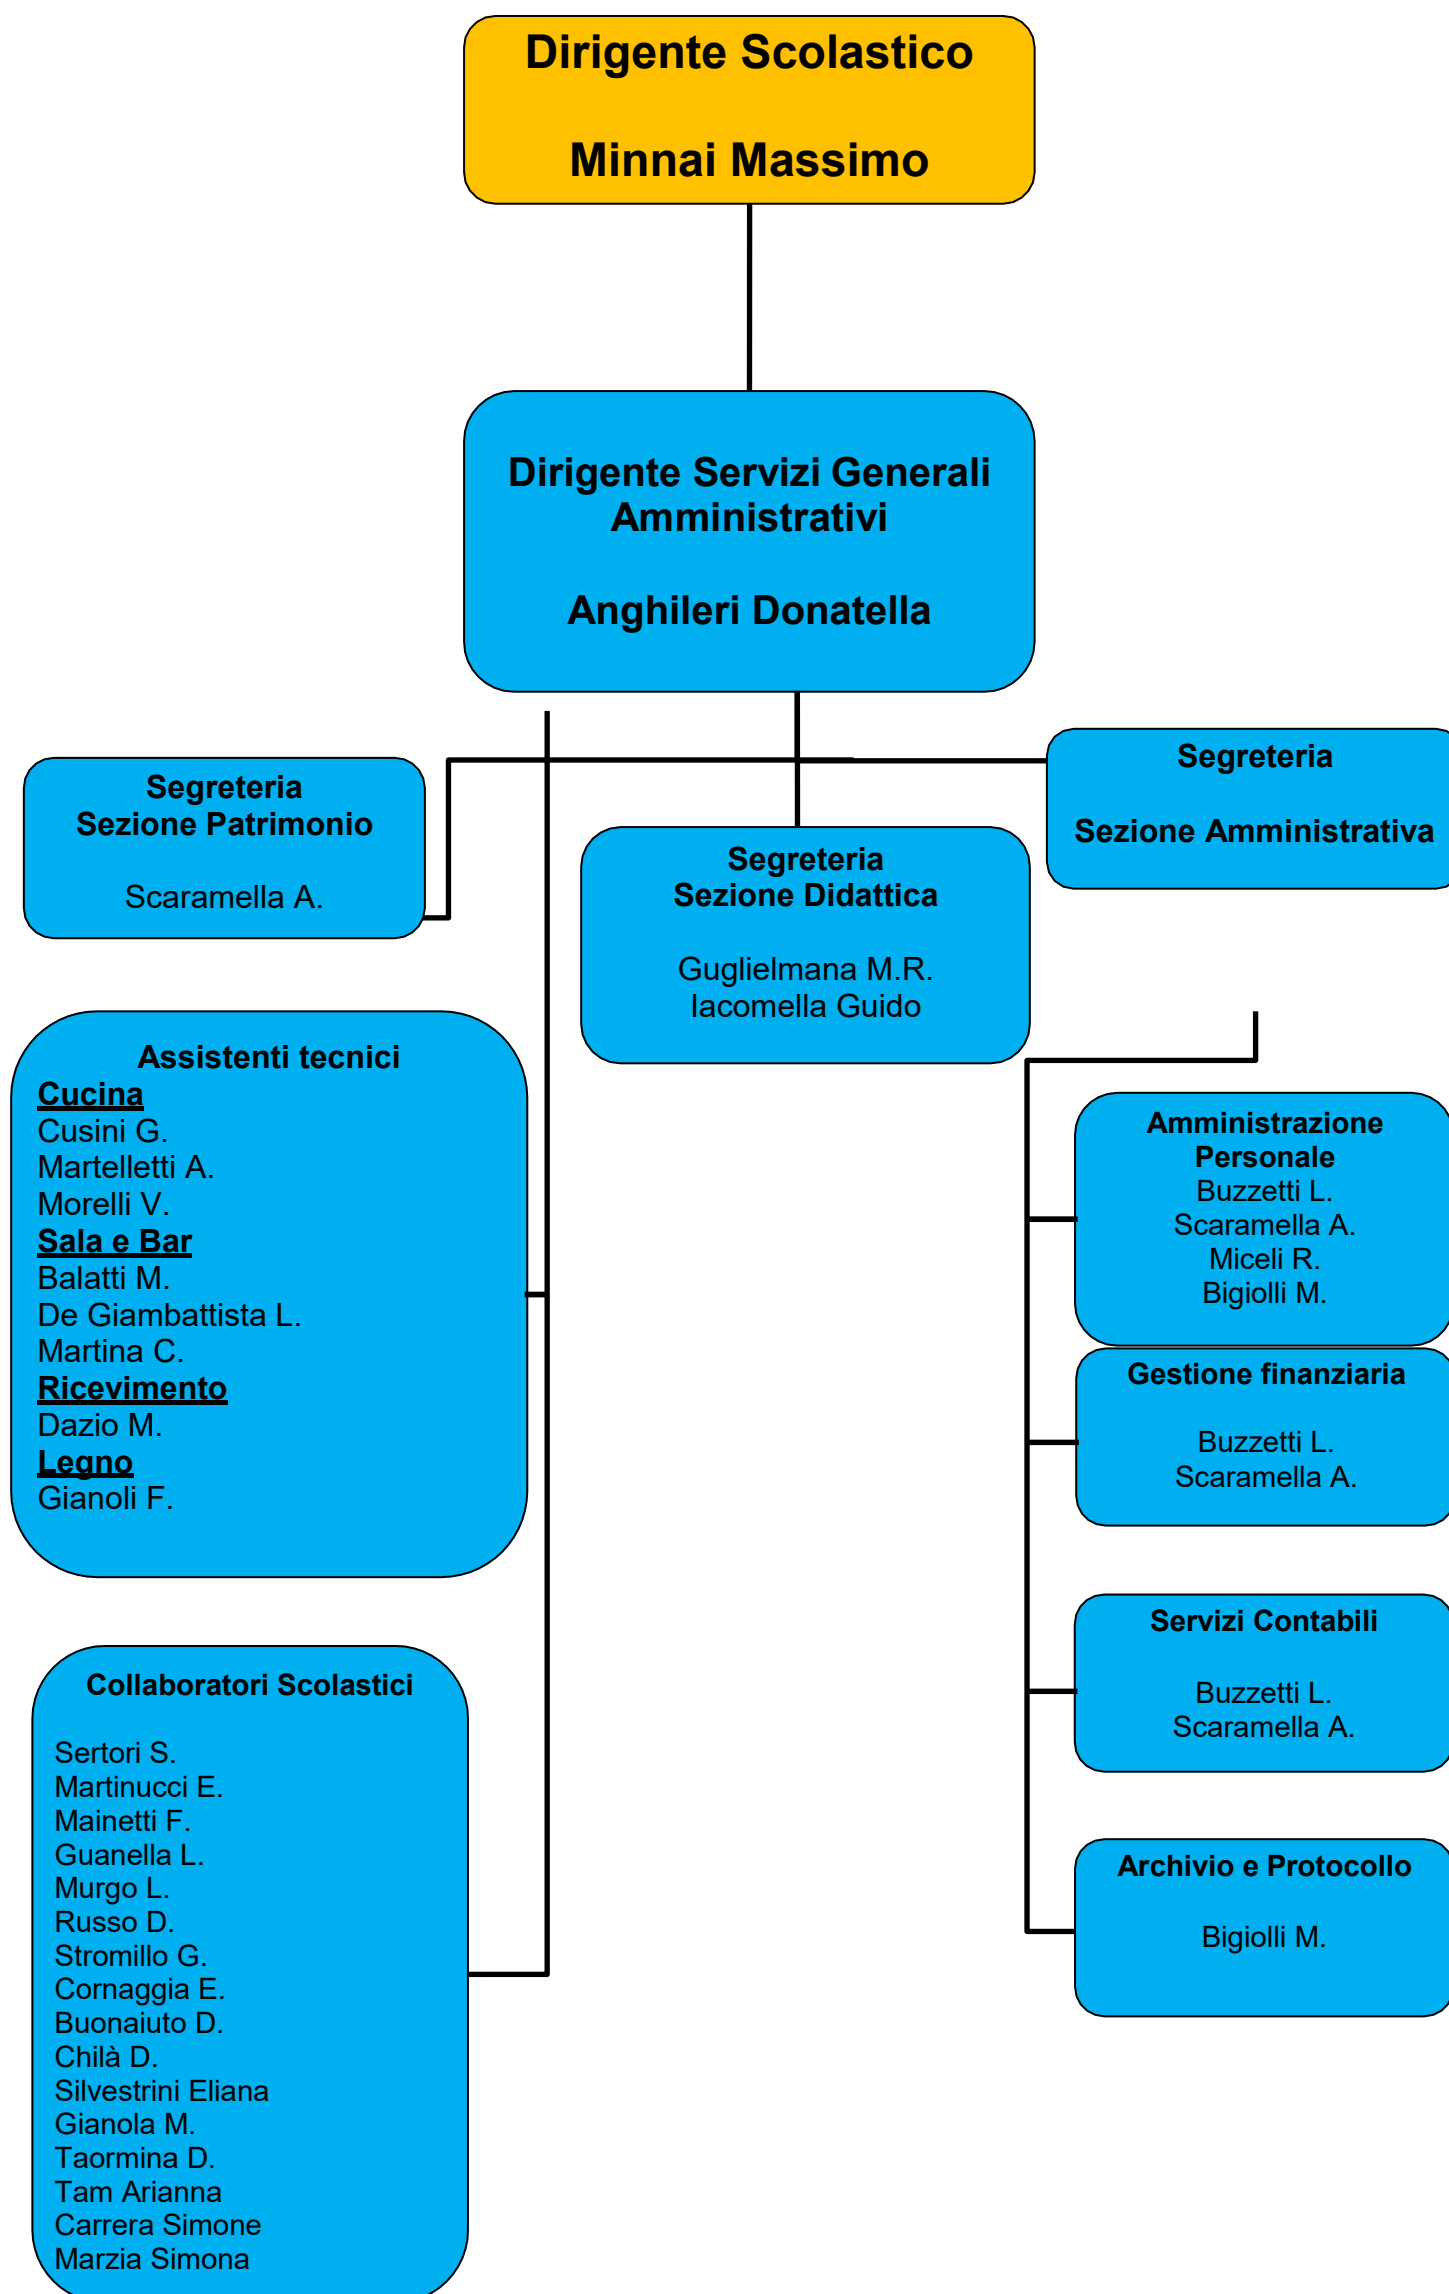 Dirigente Scolastico
Minnai Massimo
Dirigente Servizi Generali
Amministrativi
Anghileri Donatella
Segreteria
Sezione Patrimonio
Scaramella A.
Segreteria
Sezione Didattica
Guglielmana M.R.
Iacomella Guido
Segreteria
Sezione Amministrativa
Assistenti tecnici
Cucina
Cusini G.
Martelletti A.
Morelli V.
Sala e Bar
Balatti M.
De Giambattista L.
Martina C.
Ricevimento
Dazio M.
Legno
Gianoli F.
Collaboratori Scolastici
Sertori S.
Martinucci E.
Mainetti F.
Guanella L.
Murgo L.
Russo D.
Stromillo G.
Cornaggia E.
Buonaiuto D.
Chilà D.
Silvestrini Eliana
Gianola M.
Taormina D.
Tam Arianna
Carrera Simone
Marzia Simona
Amministrazione
Personale
Buzzetti L.
Scaramella A.
Miceli R.
Bigiolli M.
Gestione finanziaria
Buzzetti L.
Scaramella A.
Servizi Contabili
Buzzetti L.
Scaramella A.
Archivio e Protocollo
Bigiolli M.